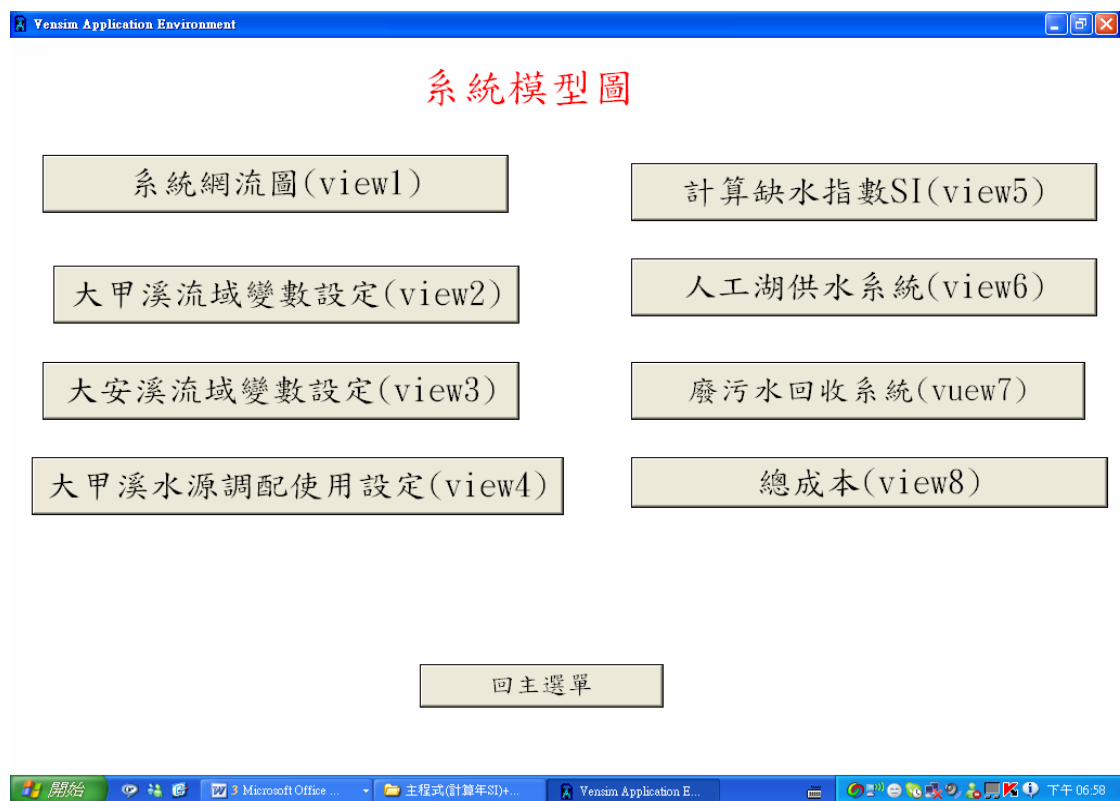 Vensim Application Environment
系統模型圖
系統網流圖(view1)
大甲溪流域變數設定(view2)
大安溪流域變數設定(view3)
大甲溪水源調配使用設定(view4)
計算缺水指數SI(view5)
人工湖供水系統(view6)
廢污水回收系統(vuew7)
總成本(view8)
回主選單
開始
3 Microsoft Office ...
主程式(計算年SI)+...
Vensim Application E...
下午 06:58